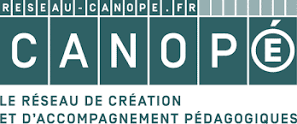 RESEAU-CANOPE.FR
CANOPÉ
LE RÉSEAU DE CRÉATION
ET D'ACCOMPAGNEMENT PÉDAGOGIQUES